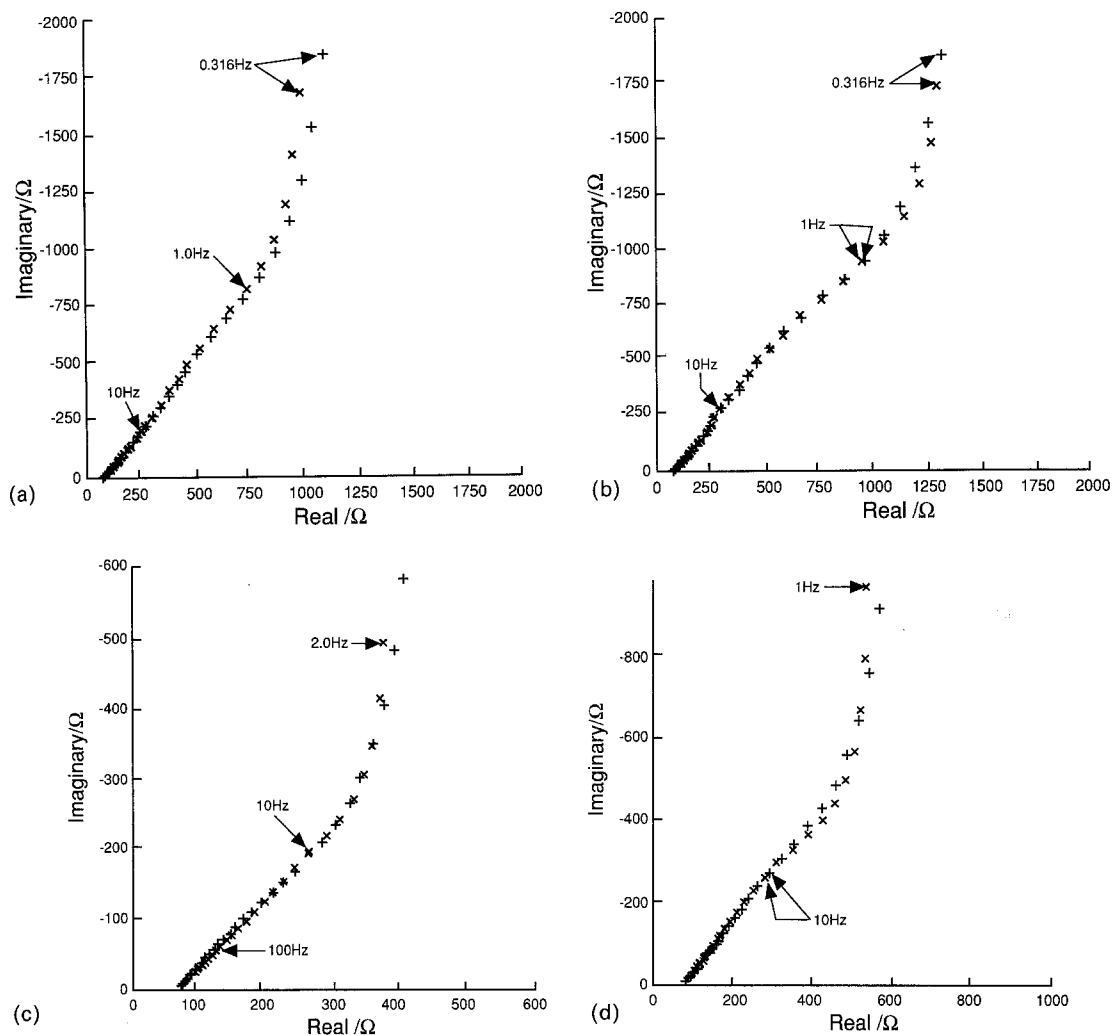 -2000
-1750
-1500
-1250
-1000
-750
-500
-250
0
Imaginary/Ω
0.316Hz
1.0Hz
10Hz
0 250 500 750 1000 1250 1500 1750 2000
Real /Ω
(a)
-2000
-1750
-1500
-1250
-1000
-750
-500
-250
0
Imaginary/Ω
0.316Hz
1Hz
10Hz
0 250 500 750 1000 1250 1500 1750 2000
Real /Ω
(b)
-600
-500
-400
-300
-200
-100
0
Imaginary/Ω
2.0Hz
10Hz
100Hz
0 100 200 300 400 500 600
Real /Ω
(c)
-800
-600
-400
-200
0
Imaginary/Ω
1Hz
10Hz
0 200 400 600 800 1000
Real /Ω
(d)